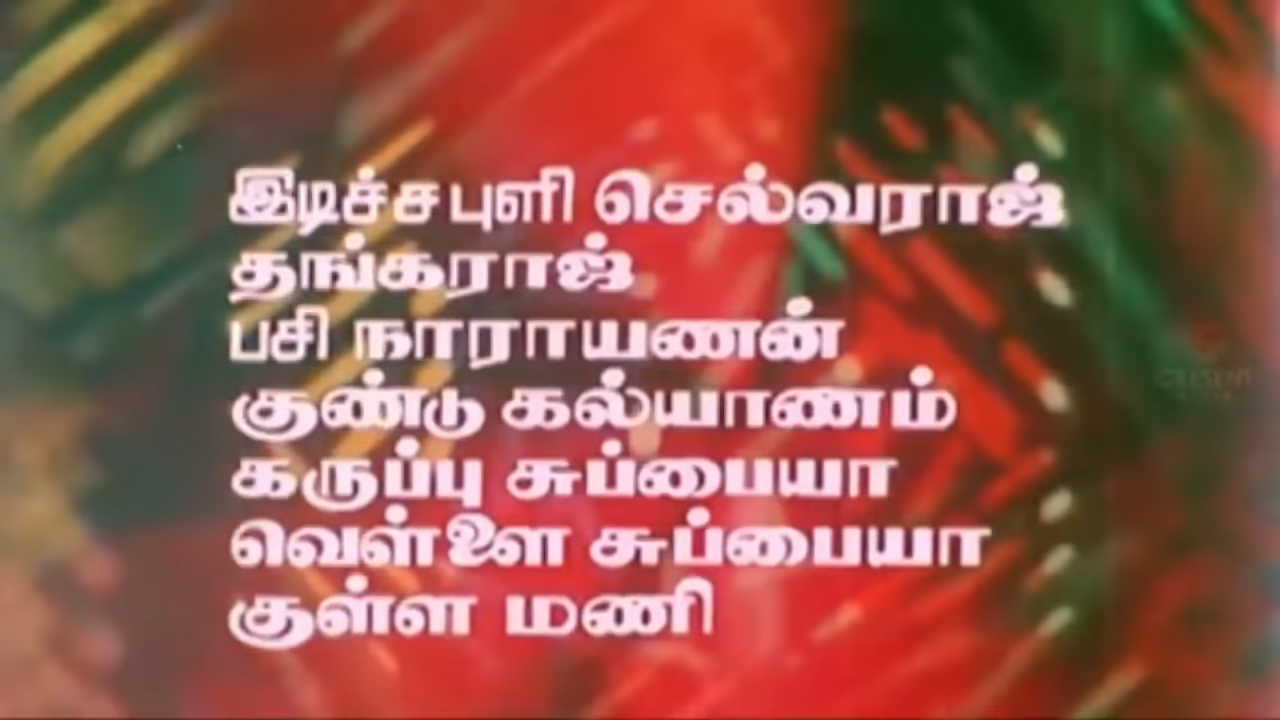 இடிச்சபுளி செல்வராஜ்
தங்கராஜ்
பசி நாராயணன்
குண்டு கல்யாணம்
கருப்பு சுப்பையா
வெள்ளை சுப்பையா
குள்ள மணி